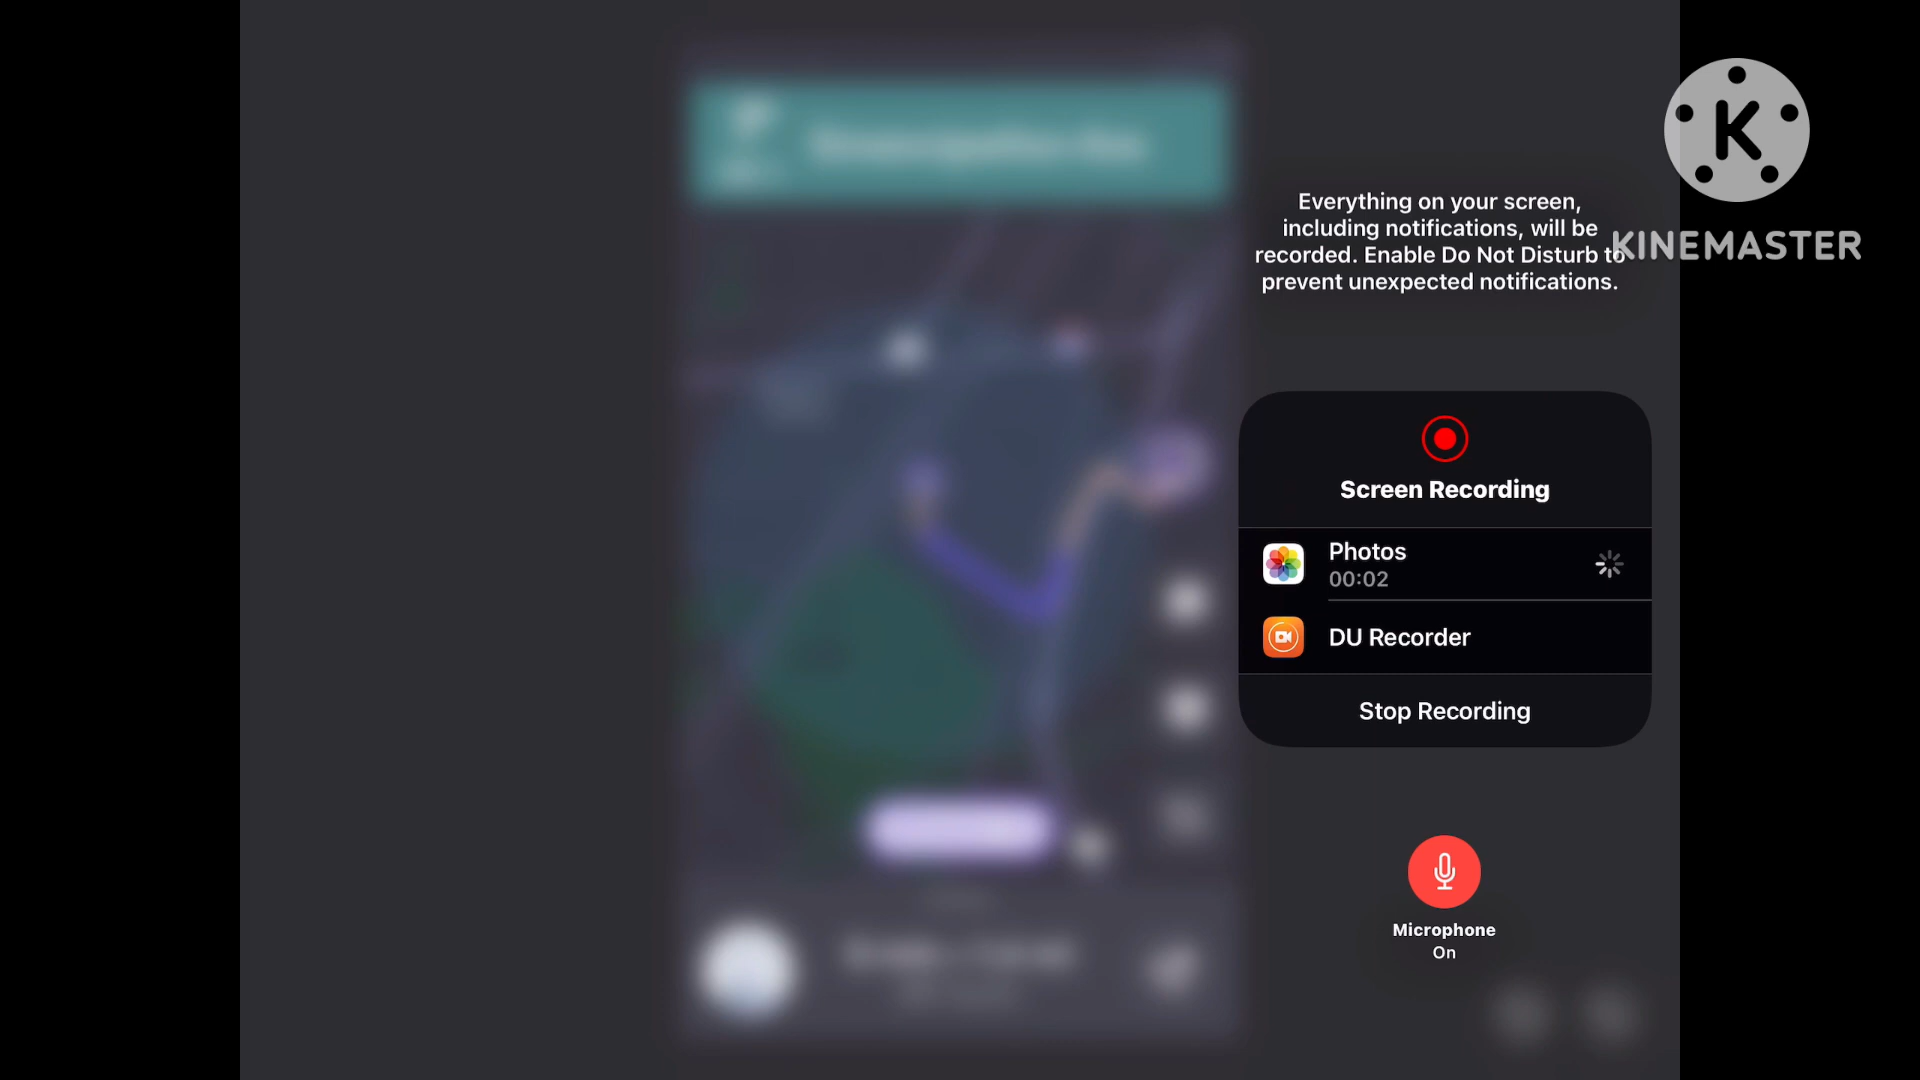 Everything on your screen,
including notifications, will be
recorded. Enable Do Not Disturb to
prevent unexpected notifications.
K
KINEMASTER
Screen Recording
Photos
00:02
DU Recorder
Stop Recording
Microphone
On